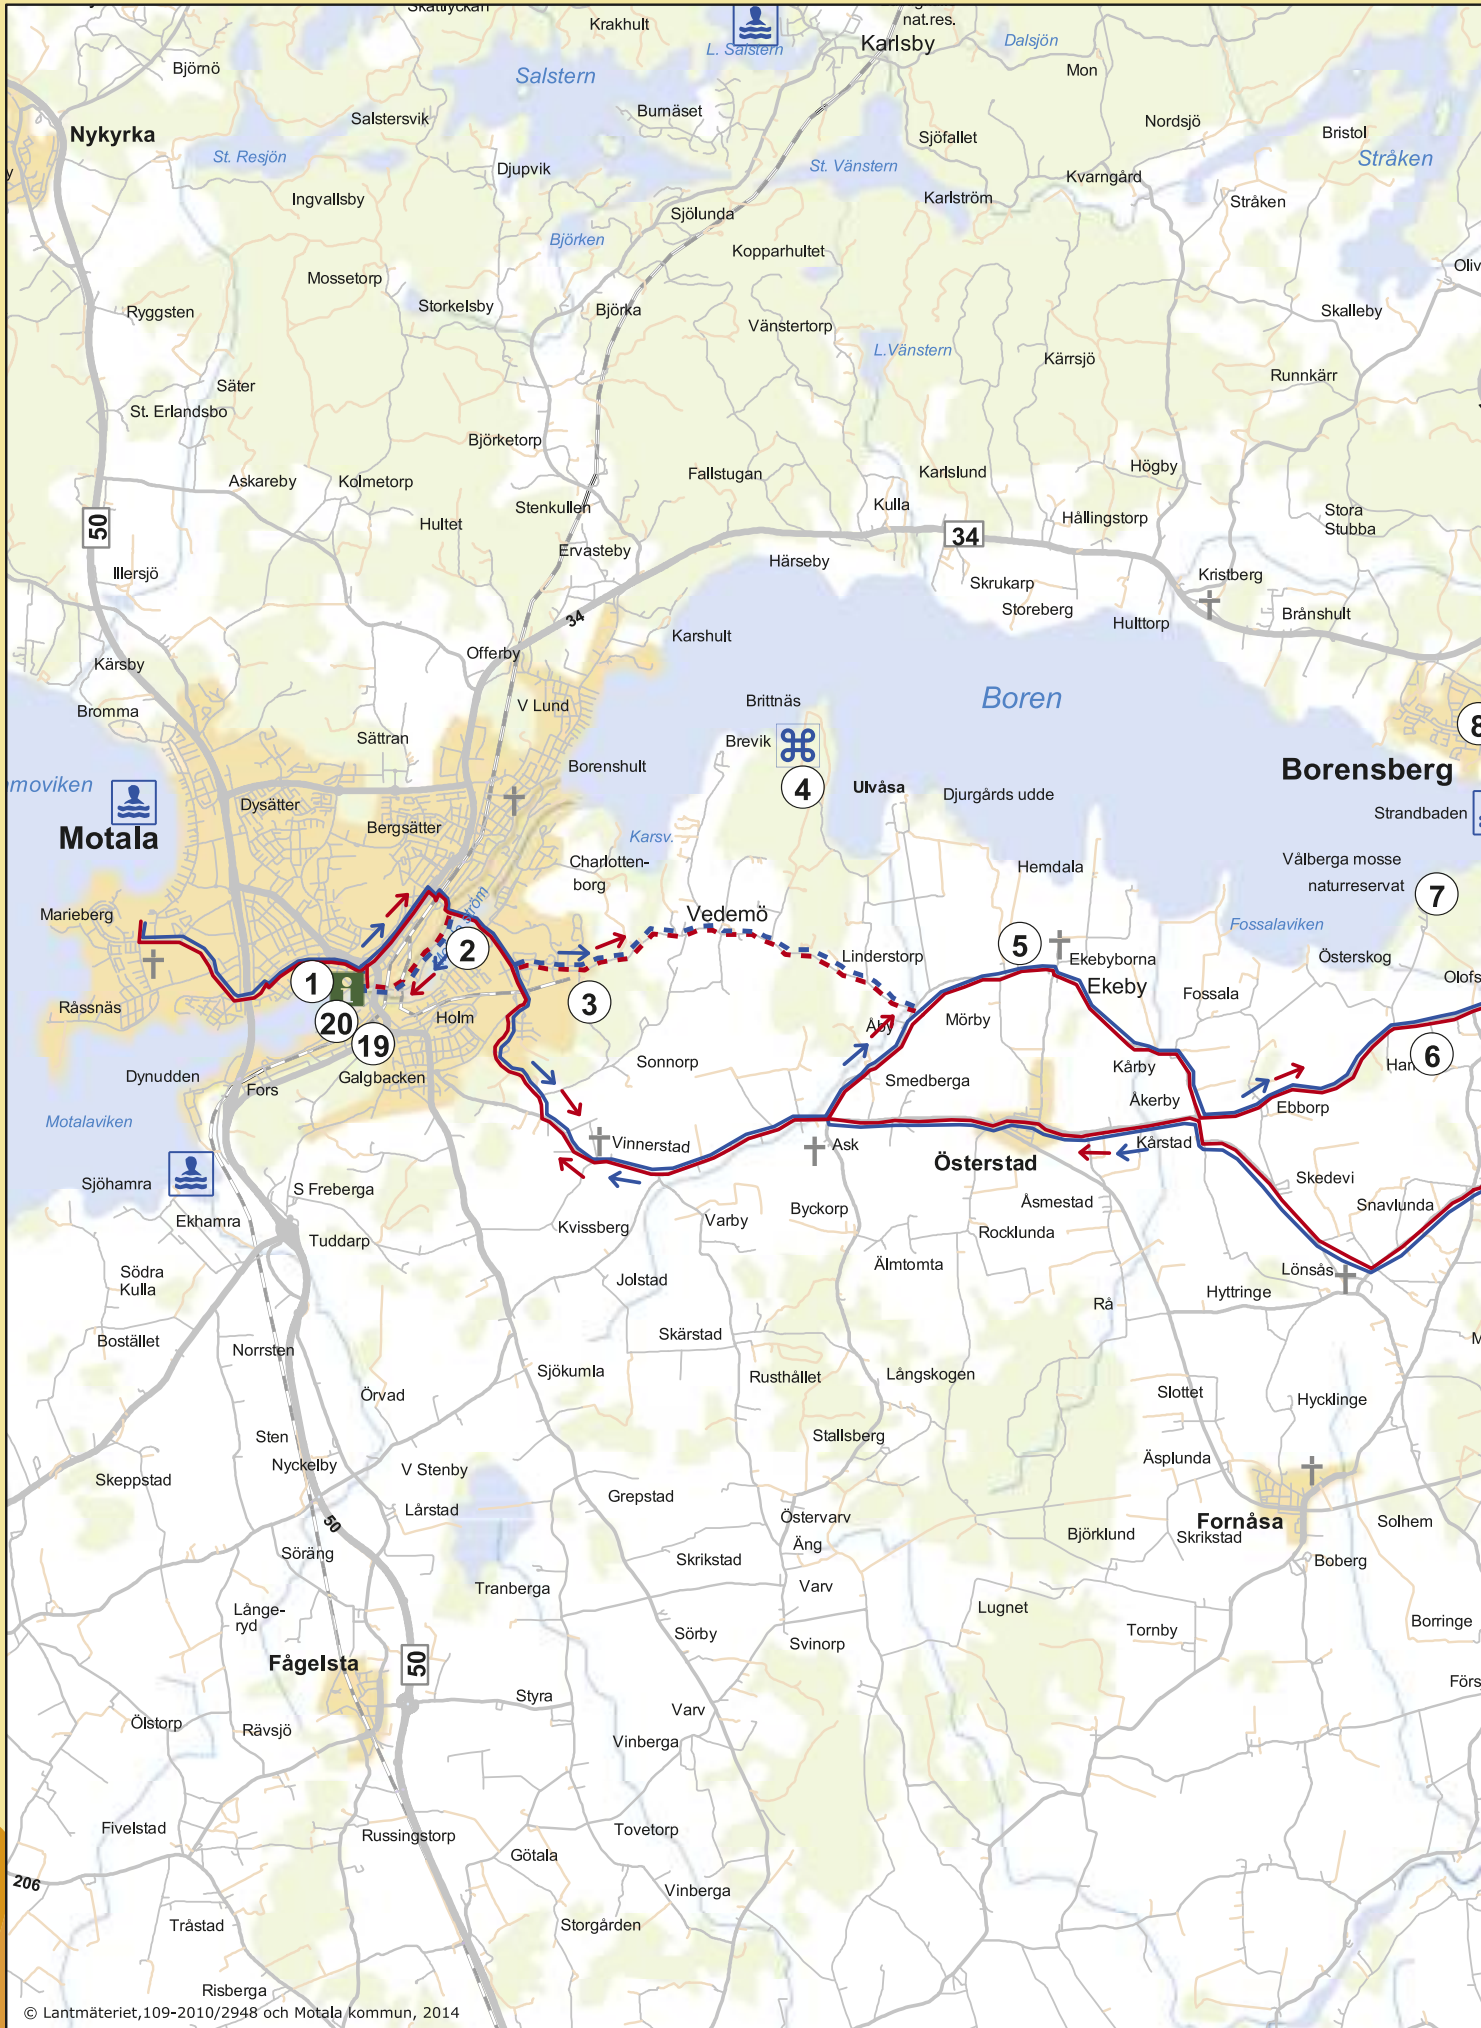 Krakhult
nat.res.
Karlsby
L. Salstern
Dalsjön
Björnö
Salstern
Mon
Burnäset
Nykyrka
Salstersvik
Sjöfallet
Nordsjö
Bristol
St. Resjön
Djupvik
St. Vänstern
Kvarngård
Stråken
Ingvallsby
Karlström
Stråken
Sjölunda
Björken
Kopparhultet
Mossetorp
Storkelsby
Björka
Ryggsten
Vänstertorp
Skalleby
L.Vänstern
Kärrsjö
Runnkärr
Säter
St. Erlandsbo
Björketorp
Askareby
Kolmetorp
Fallstugan
Karlslund
Högby
Stenkullen
Kulla
Hultet
Hållingstorp
Stora
Stubba
50
34
Ervasteby
Härseby
Illersjö
Skrukarp
Kristberg
Storeberg
Brånshult
34
Karshult
Hulttorp
Offerby
Kärsby
Brittnäs
Boren
Bromma
V Lund
8
Sättran
Brevik
Borenshult
Borensberg
4
Ulvåsa
Djurgårds udde
moviken
Dysätter
Strandbaden
Bergsätter
Motala
Karsv.
Charlotten-
borg
Hemdala
Vålberga mosse
naturreservat
7
Marieberg
Vedemö
Fossalaviken
2
5
Linderstorp
Ekebyborna
Österskog
1
Ekeby
Olofs
Råssnäs
3
Fossala
Holm
20
19
Mörby
Åby
6
Sonnorp
Kårby
Ham
Dynudden
Galgbacken
Smedberga
Fors
Åkerby
Ebborp
Motalaviken
Vinnerstad
Ask
Kårstad
Österstad
Sjöhamra
S Freberga
Skedevi
Åsmestad
Snavlunda
Ekhamra
Kvissberg
Varby
Byckorp
Rocklunda
Tuddarp
Älmtomta
Södra
Kulla
Jolstad
Lönsås
Hyttringe
Rå
Bostället
Skärstad
Norrsten
Sjökumla
Rusthållet
Långskogen
Örvad
Slottet
Hycklinge
Sten
Stallsberg
Nyckelby
Skeppstad
V Stenby
Äsplunda
Grepstad
Lårstad
Östervarv
50
Fornåsa
Solhem
Björklund
Skrikstad
Äng
Söräng
Skrikstad
Boberg
Tranberga
Varv
Lugnet
Långe-
ryd
Borringe
Tornby
Sörby
Svinorp
Fågelsta
50
Förs
Styra
Varv
Ölstorp
Rävsjö
Vinberga
Fivelstad
Russingstorp
Tovetorp
Götala
206
Vinberga
Tråstad
Storgården
Risberga
© Lantmäteriet,109-2010/2948 och Motala kommun, 2014